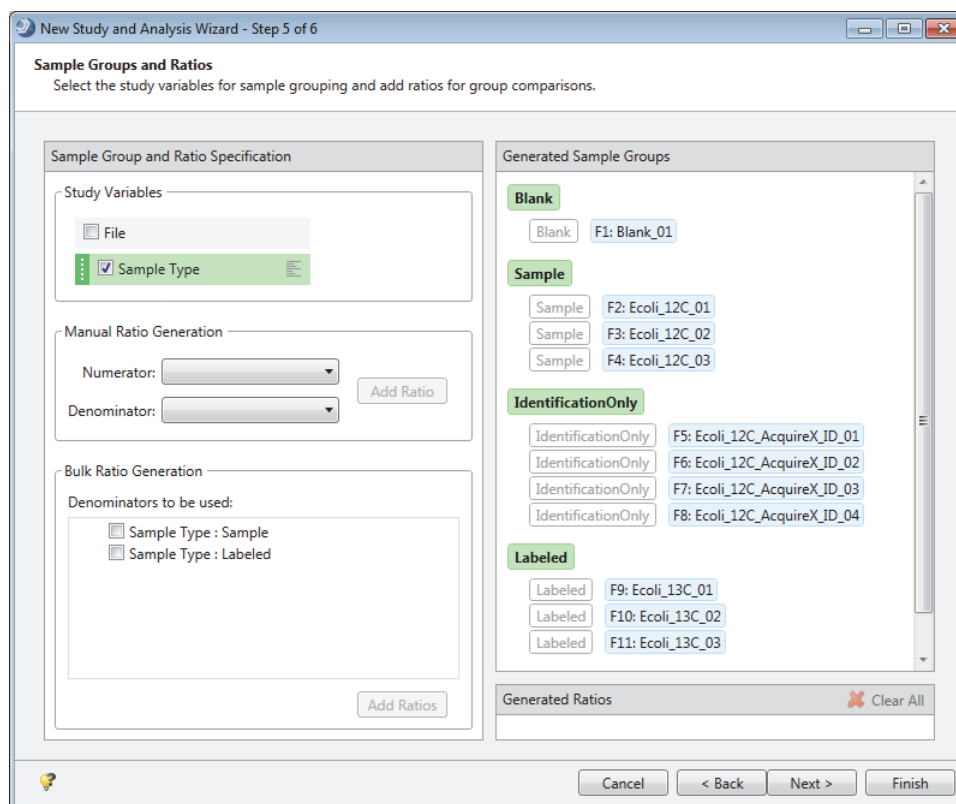 New Study and Analysis Wizard - Step 5 of 6
Sample Groups and Ratios
Select the study variables for sample grouping and add ratios for group comparisons.
Sample Group and Ratio Specification
Study Variables
File
Sample Type
Manual Ratio Generation
Numerator:
Denominator:
Add Ratio
Bulk Ratio Generation
Denominators to be used:
Sample Type : Sample
Sample Type : Labeled
Add Ratios
Generated Sample Groups
Blank
Blank F1: Blank_01
Sample
Sample F2: Ecoli_12C_01
Sample F3: Ecoli_12C_02
Sample F4: Ecoli_12C_03
IdentificationOnly
IdentificationOnly F5: Ecoli_12C_AcquireX_ID_01
IdentificationOnly F6: Ecoli_12C_AcquireX_ID_02
IdentificationOnly F7: Ecoli_12C_AcquireX_ID_03
IdentificationOnly F8: Ecoli_12C_AcquireX_ID_04
Labeled
Labeled F9: Ecoli_13C_01
Labeled F10: Ecoli_13C_02
Labeled F11: Ecoli_13C_03
Generated Ratios Clear All
Cancel < Back Next > Finish